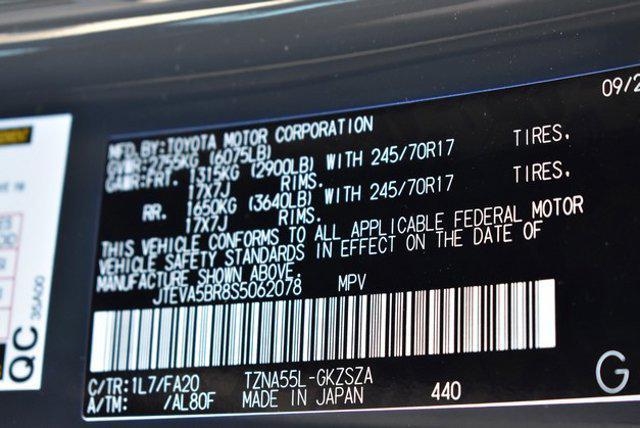 09/2
MFD.BY:TOYOTA MOTOR CORPORATION
GVWR:2755KG (6075LB)
GAWR:FRT. 1315KG (2900LB) WITH 245/70R17 TIRES,
17X7J RIMS.
RR. 1650KG (3640LB) WITH 245/70R17 TIRES,
17X7J RIMS.
THIS VEHICLE CONFORMS TO ALL APPLICABLE FEDERAL MOTOR
VEHICLE SAFETY STANDARDS IN EFFECT ON THE DATE OF
MANUFACTURE SHOWN ABOVE.
JTEVA5BR8S5062078 MPV
C/TR:1L7/FA20 TZNA55L-GKZSZA
A/TM: /AL80F MADE IN JAPAN 440
G
QC 35A00